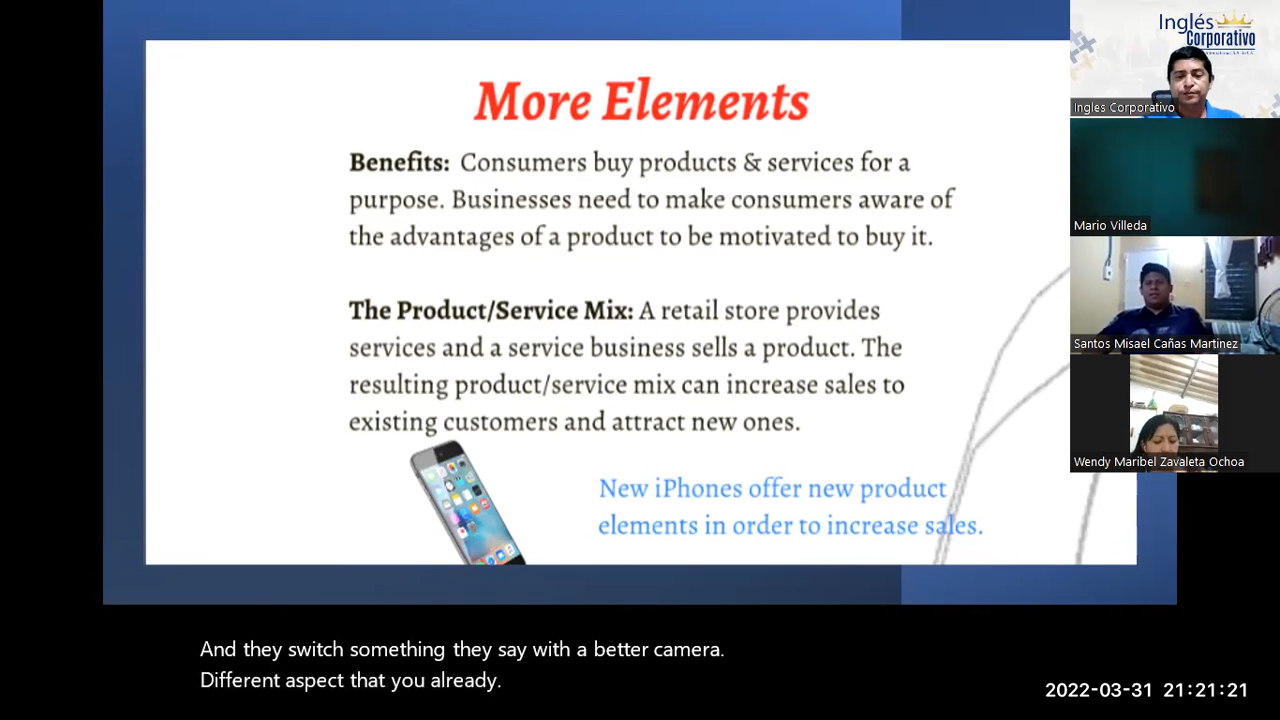 More Elements
Benefits: Consumers buy products & services for a
purpose. Businesses need to make consumers aware of
the advantages of a product to be motivated to buy it.
The Product/Service Mix: A retail store provides
services and a service business sells a product. The
resulting product/service mix can increase sales to
existing customers and attract new ones.
New iPhones offer new product
elements in order to increase sales.
Inglés
Corporativo
Ingles Corporativo
Mario Villeda
Santos Misael Cañas Martinez
Wendy Maribel Zavaleta Ochoa
And they switch something they say with a better camera.
Different aspect that you already.
2022-03-31 21:21:21